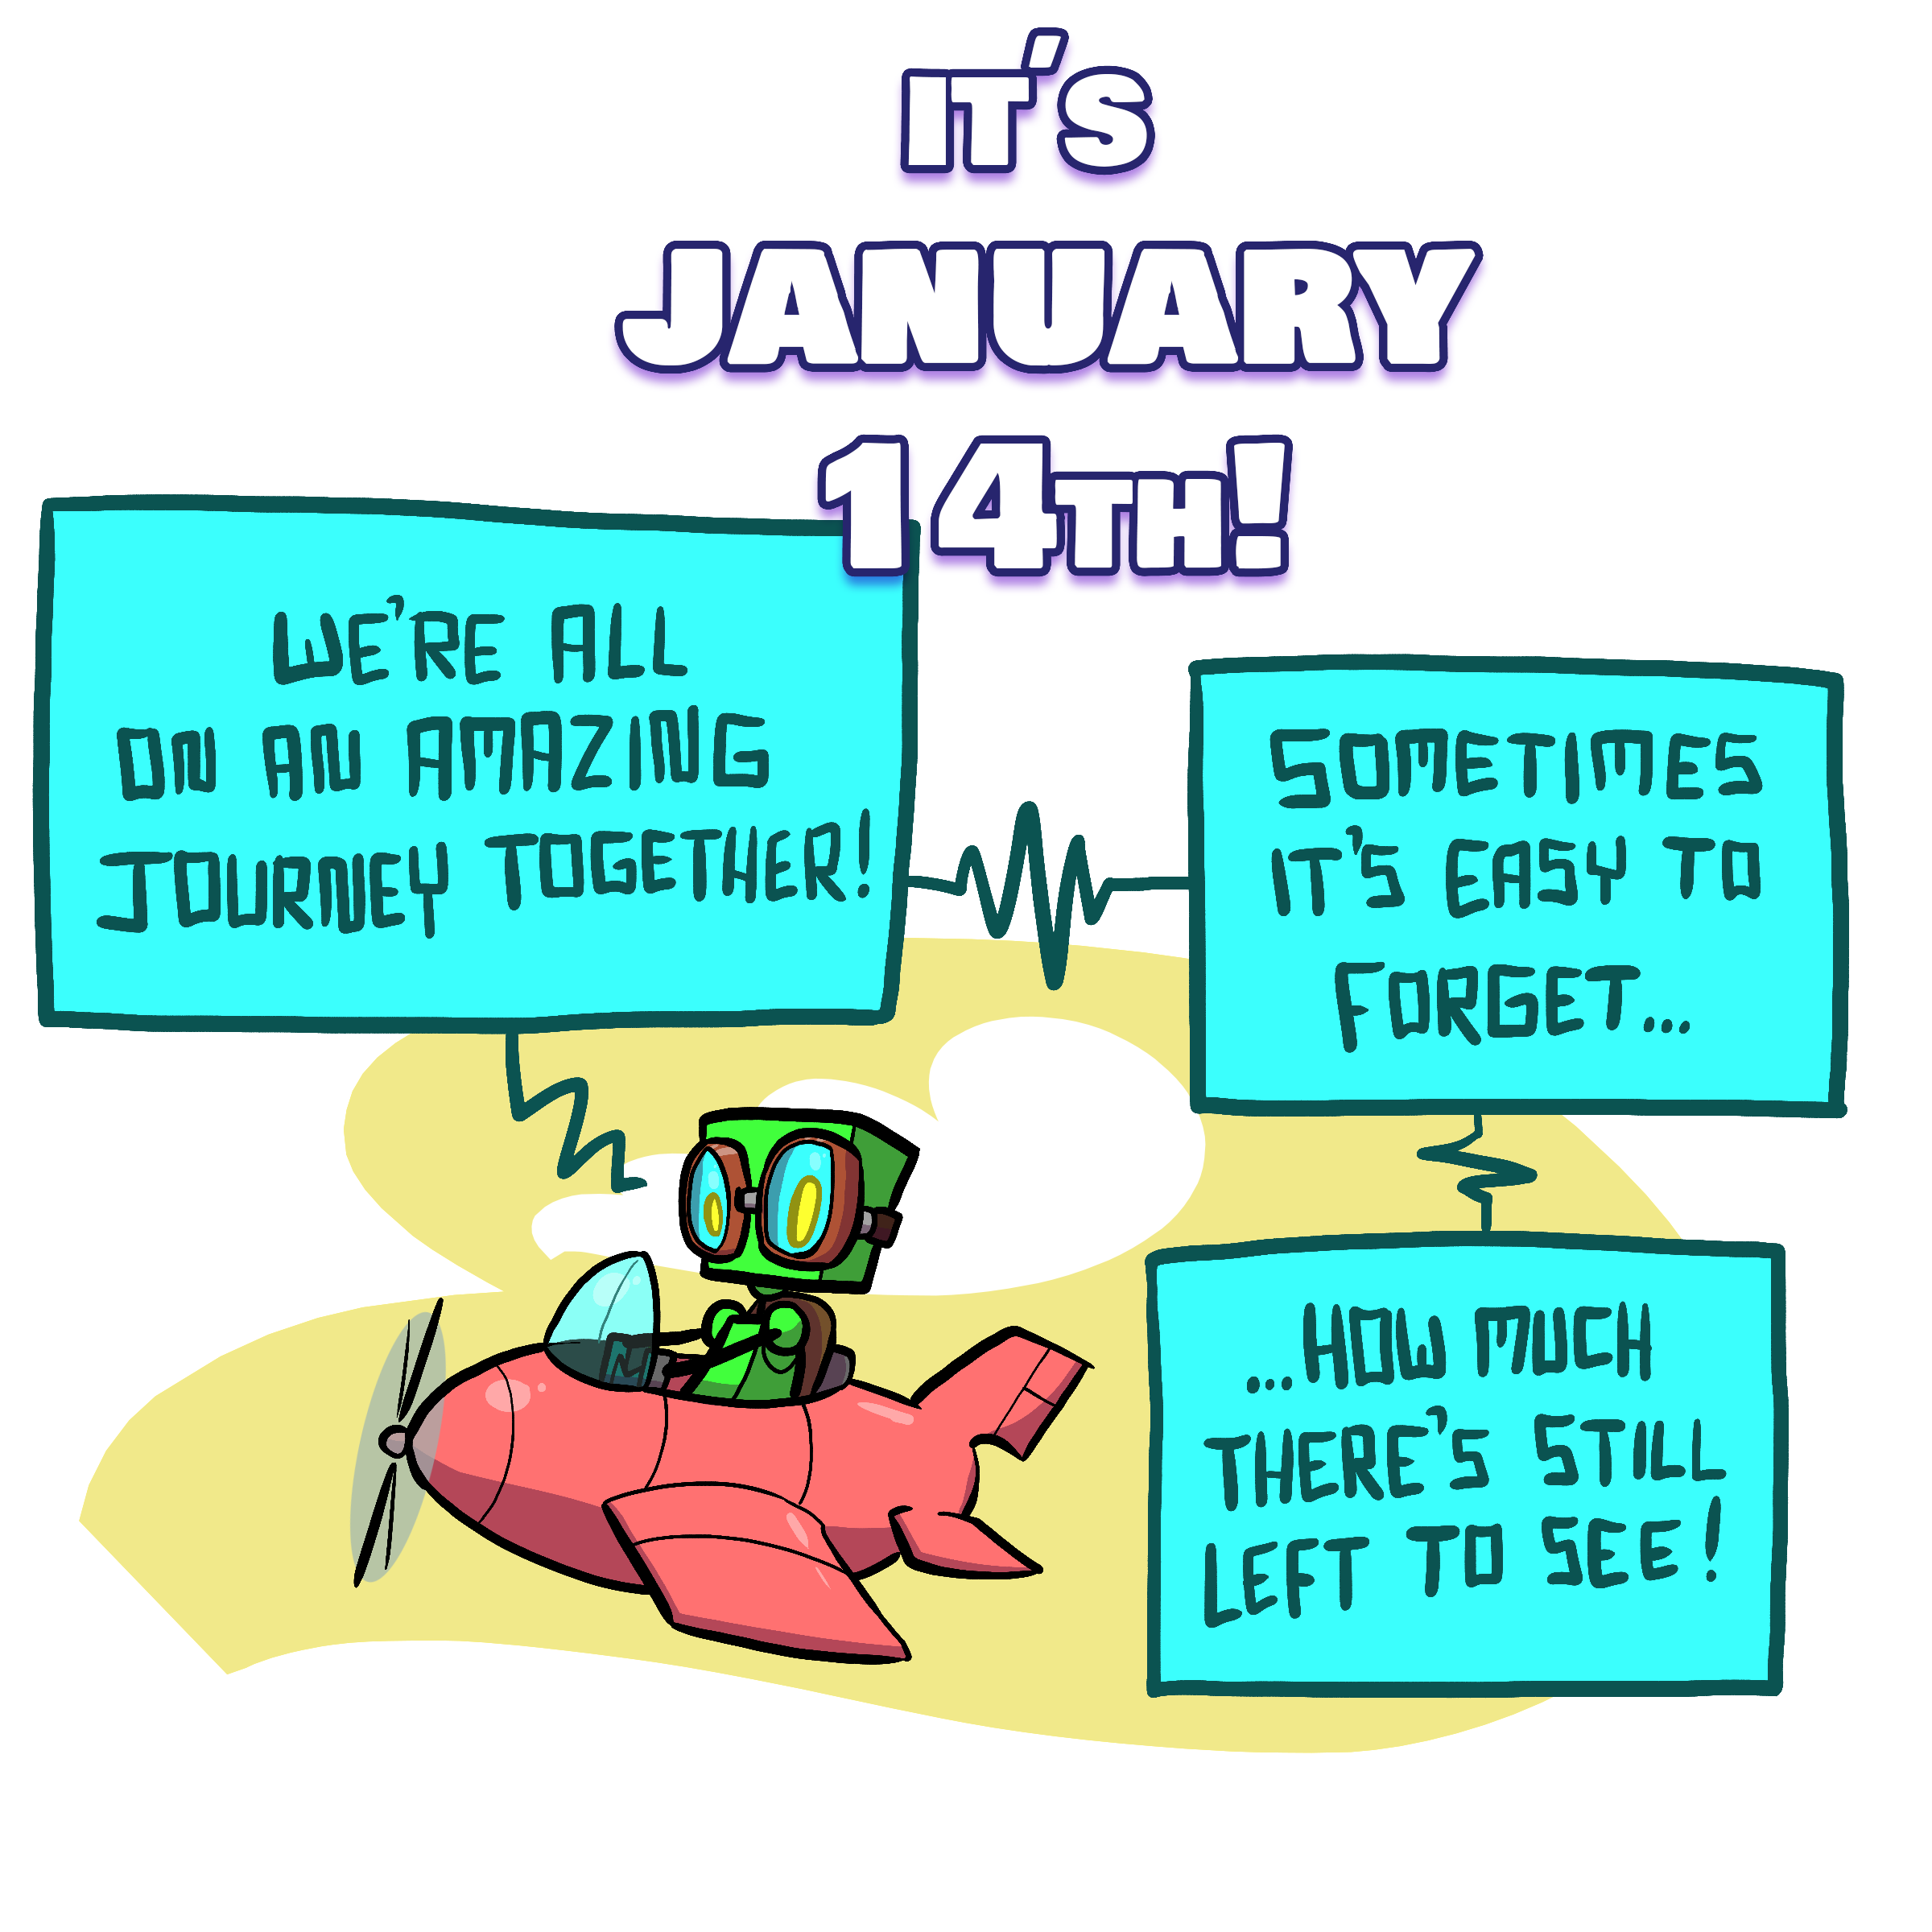 IT'S
JANUARY
14TH!
WE'RE ALL
ON AN AMAZING
JOURNEY TOGETHER!
SOMETIMES
IT'S EASY TO
FORGET...
...HOW MUCH
THERE'S STILL
LEFT TO SEE!